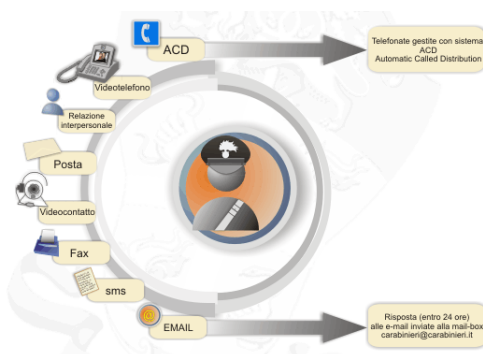 ACD
Telefonate gestite con sistema
ACD
Automatic Called Distribution
Videotelefono
Relazione
interpersonale
Posta
Videocontatto
Fax
sms
EMAIL
Risposta (entro 24 ore)
alle e-mail inviate alla mail-box
carabinieri@carabinieri.it